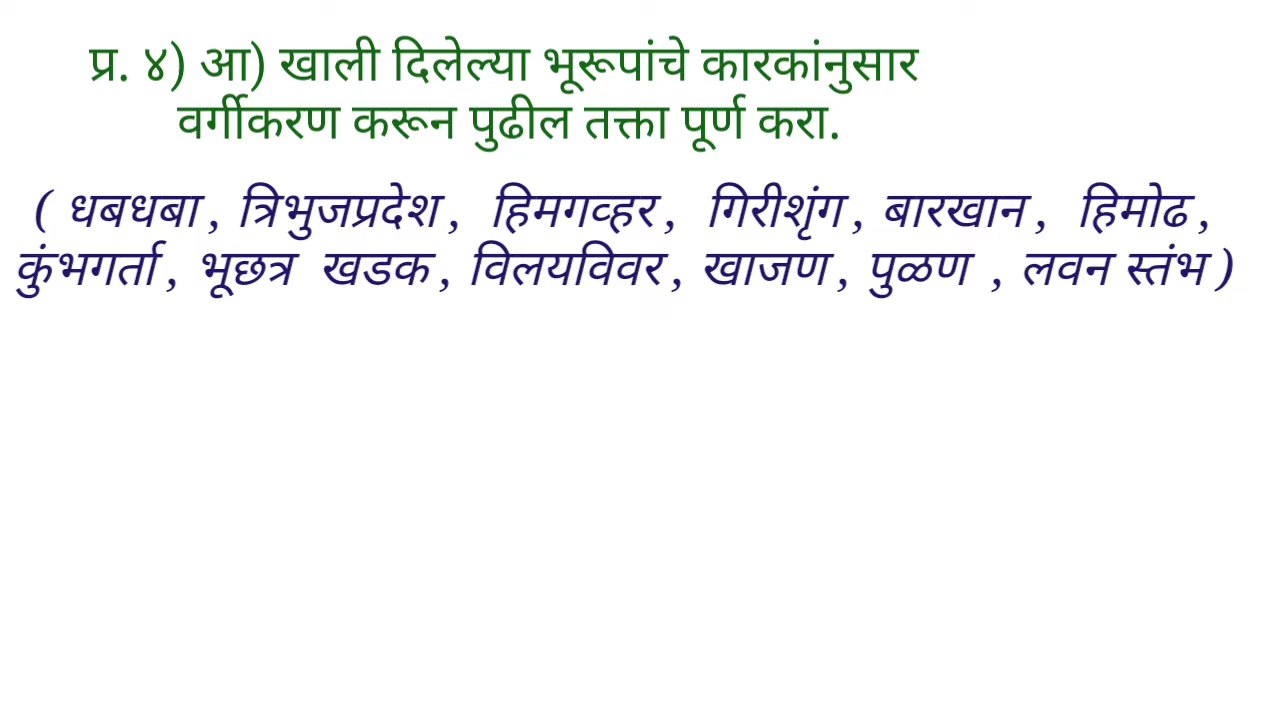 प्र. ४) आ) खाली दिलेल्या भूरूपांचे कारकांनुसार
वर्गीकरण करून पुढील तक्ता पूर्ण करा.
( धबधबा , त्रिभुजप्रदेश , हिमगव्हर , गिरीशृंग , बारखान , हिमोढ ,
कुंभगर्ता , भूछत्र खडक , विलयविवर , खाजण , पुळण , लवन स्तंभ )